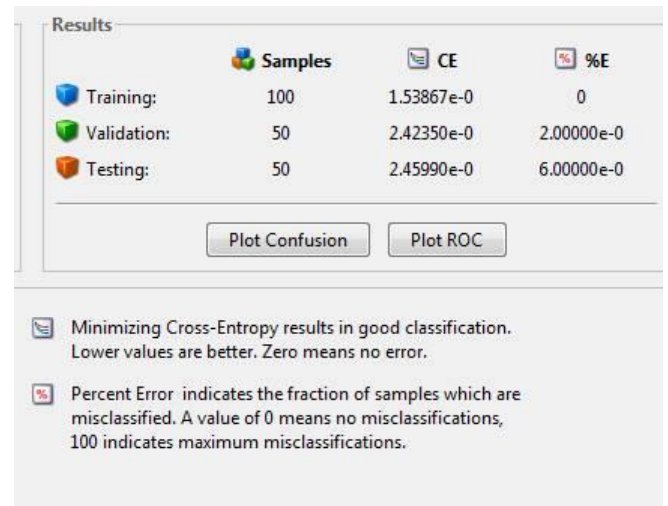 Results
Samples CE %E
Training: 100 1.53867e-0 0
Validation: 50 2.42350e-0 2.00000e-0
Testing: 50 2.45990e-0 6.00000e-0
Plot Confusion Plot ROC
Minimizing Cross-Entropy results in good classification.
Lower values are better. Zero means no error.
Percent Error indicates the fraction of samples which are
misclassified. A value of 0 means no misclassifications,
100 indicates maximum misclassifications.